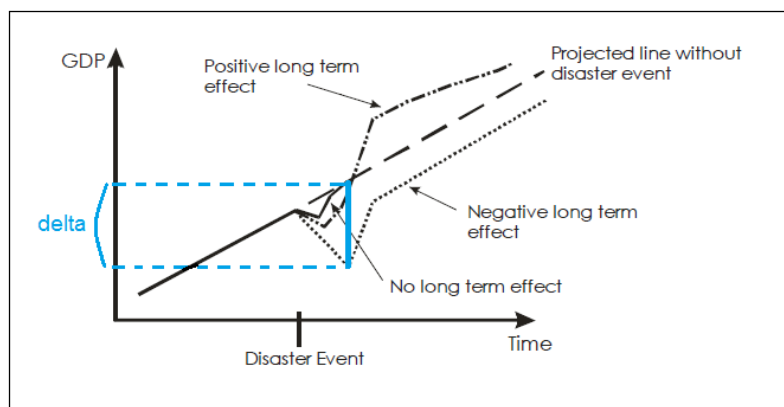 GDP
Positive long term
effect
Projected line without
disaster event
delta
Negative long term
effect
No long term effect
Time
Disaster Event